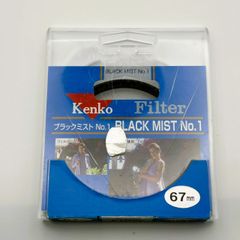 BLACK MIST No.1
Kenko Filter
ブラックミスト No.1 BLACK MIST No.1
67mm